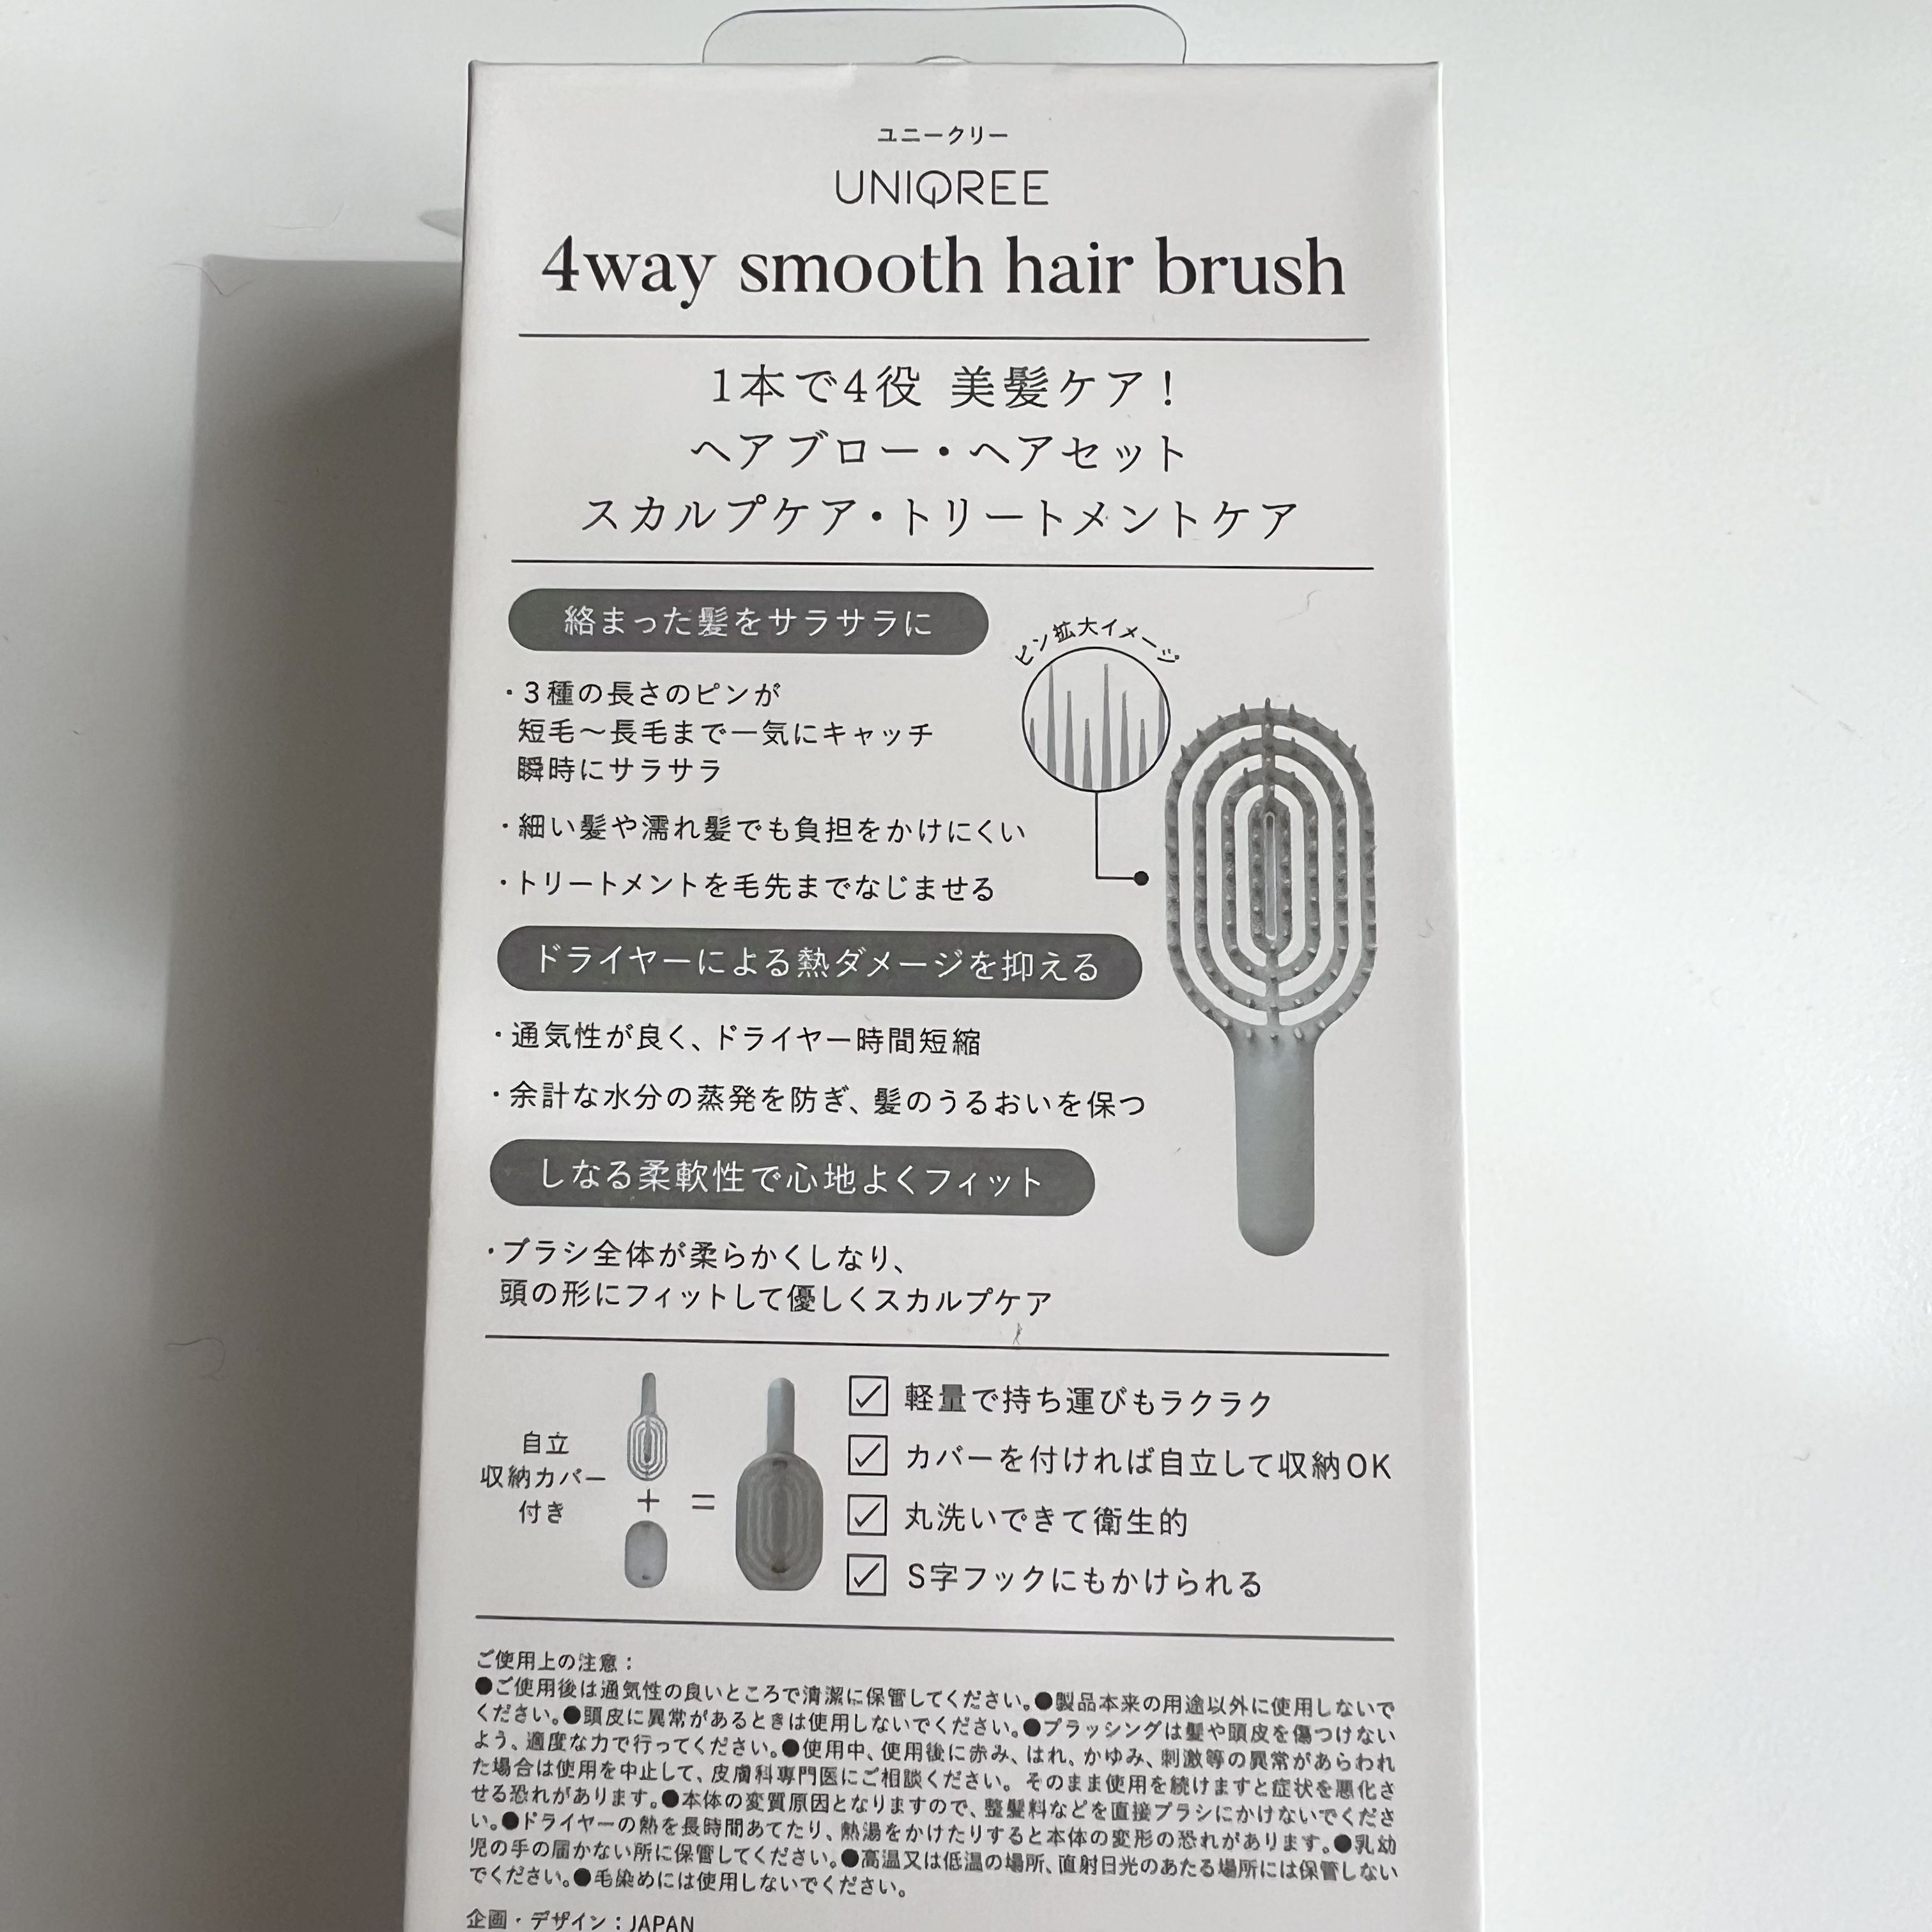 ユニークリー
UNIQREE
4way smooth hair brush
1本で4役 美髪ケア！
ヘアブロー・ヘアセット
スカルプケア・トリートメントケア
絡まった髪をサラサラに
ピン拡大イメージ
・3種の長さのピンが
短毛〜長毛まで一気にキャッチ
瞬時にサラサラ
・細い髪や濡れ髪でも負担をかけにくい
・トリートメントを毛先までなじませる
ドライヤーによる熱ダメージを抑える
・通気性が良く、ドライヤー時間短縮
・余計な水分の蒸発を防ぎ、髪のうるおいを保つ
しなる柔軟性で心地よくフィット
・ブラシ全体が柔らかくしなり、
頭の形にフィットして優しくスカルプケア
自立
収納カバー
付き
+
=
軽量で持ち運びもラクラク
カバーを付ければ自立して収納OK
丸洗いできて衛生的
S字フックにもかけられる
ご使用上の注意：
●ご使用後は通気性の良いところで清潔に保管してください。●製品本来の用途以外に使用しないで
ください。●頭皮に異常があるときは使用しないでください。●ブラッシングは髪や頭皮を傷つけない
よう、適度な力で行ってください。●使用中、使用後に赤み、はれ、かゆみ、刺激等の異常があらわれ
た場合は使用を中止して、皮膚科専門医にご相談ください。そのまま使用を続けますと症状を悪化さ
せる恐れがあります。●本体の変質原因となりますので、整髪料などを直接ブラシにかけないでくださ
い。●ドライヤーの熱を長時間あてたり、熱湯をかけたりすると本体の変形の恐れがあります。●乳幼
児の手の届かない所に保管してください。●高温又は低温の場所、直射日光のあたる場所には保管しない
でください。●毛染めには使用しないでください。
企画・デザイン：JAPAN